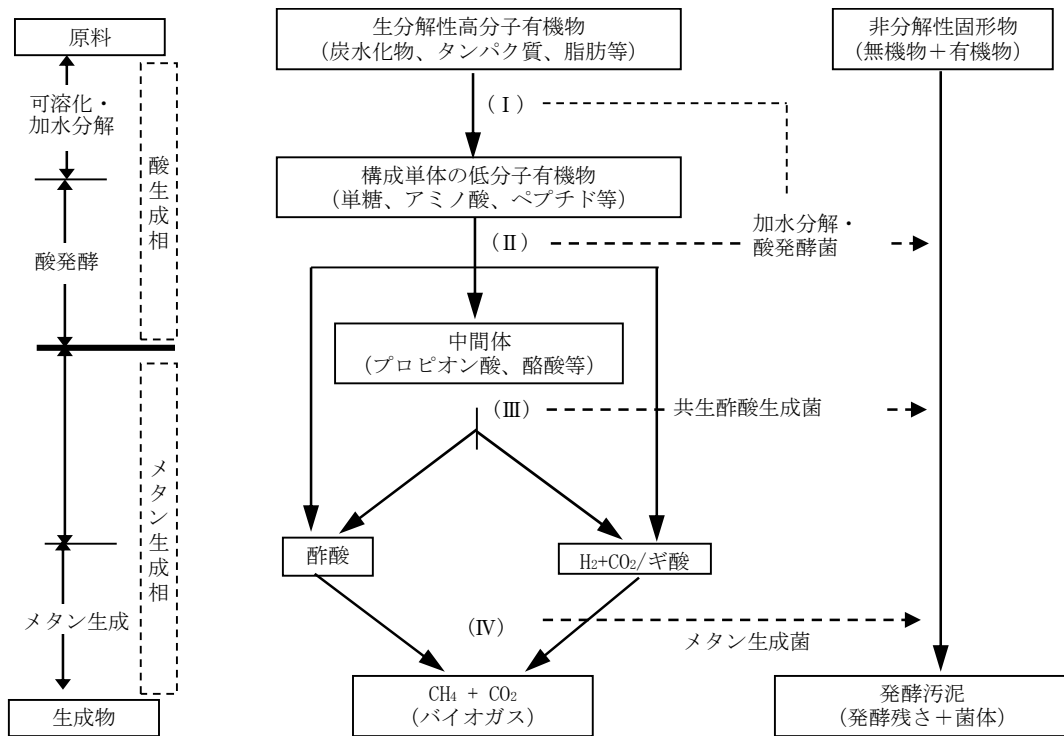 原料
可溶化・
加水分解
酸発酵
メタン生成
生成物
酸生成相
メタン生成相
生分解性高分子有機物
(炭水化物、タンパク質、脂肪等)
(Ⅰ)
構成単体の低分子有機物
(単糖、アミノ酸、ペプチド等)
(Ⅱ)
加水分解・
酸発酵菌
中間体
(プロピオン酸、酪酸等)
(Ⅲ)
共生酢酸生成菌
酢酸
H₂+CO₂/ギ酸
(Ⅳ)
メタン生成菌
CH₄ + CO₂
(バイオガス)
非分解性固形物
(無機物＋有機物)
発酵汚泥
(発酵残さ＋菌体)